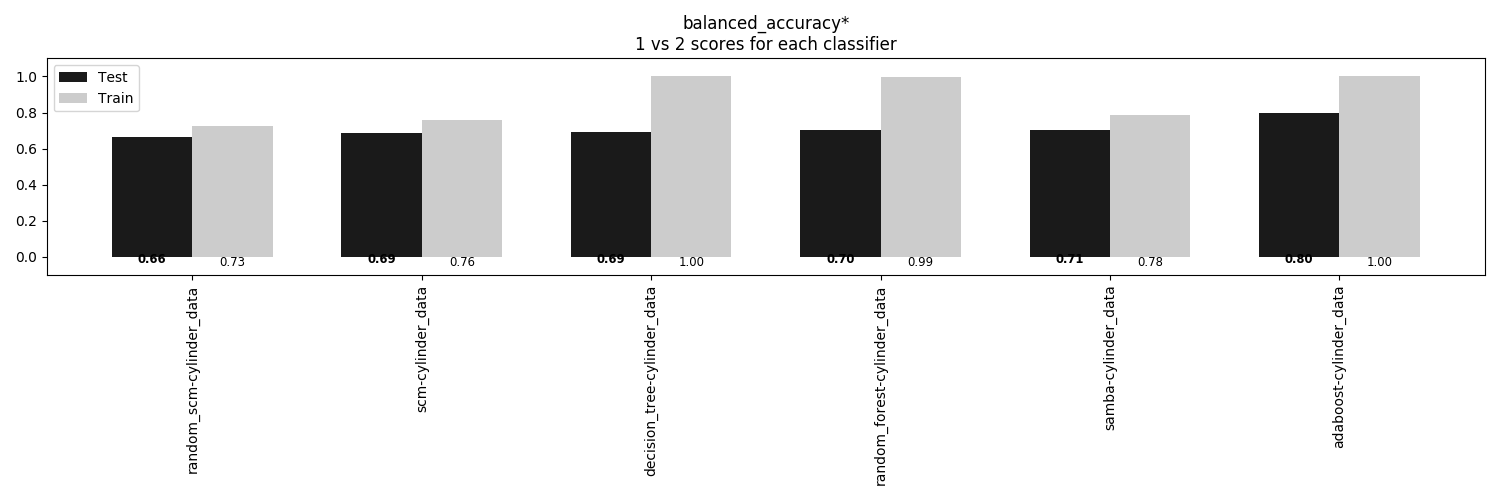 balanced_accuracy*
1 vs 2 scores for each classifier
Test
Train
1.0
0.8
0.6
0.4
0.2
0.0
0.66
0.73
0.69
0.76
0.69
1.00
0.70
0.99
0.71
0.78
0.80
1.00
random_scm-cylinder_data
scm-cylinder_data
decision_tree-cylinder_data
random_forest-cylinder_data
samba-cylinder_data
adaboost-cylinder_data